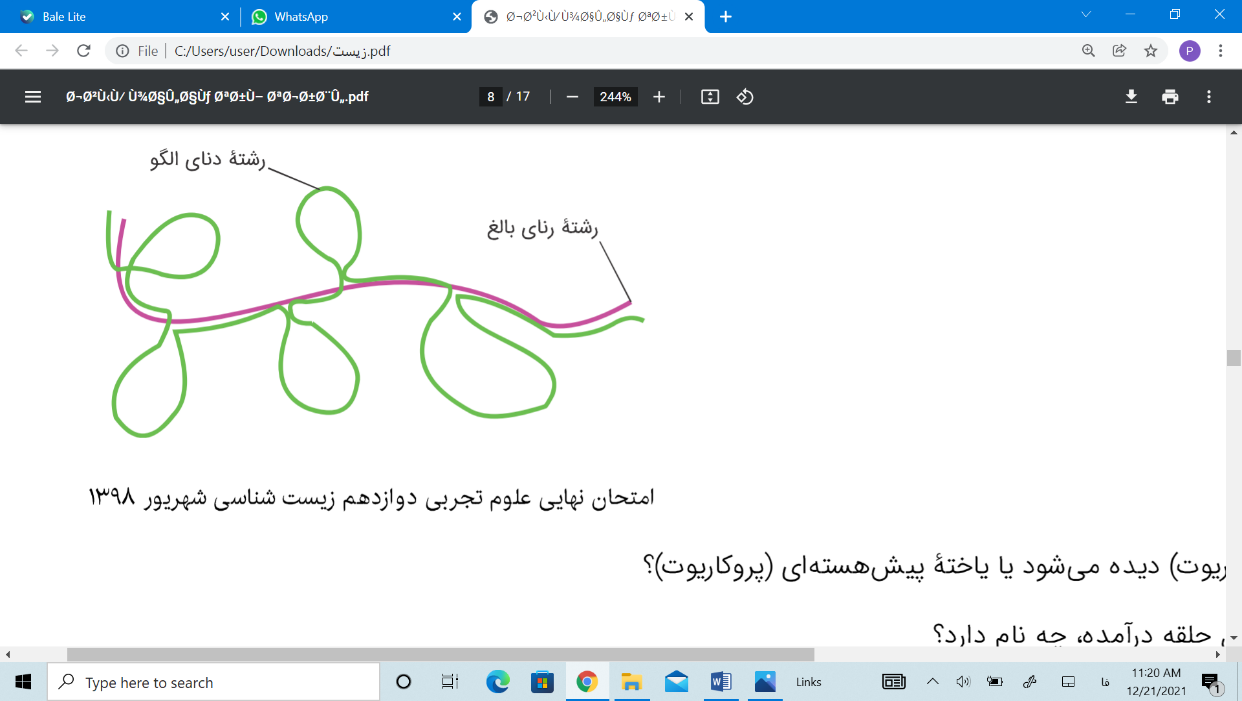 Bale Lite
WhatsApp
File
C:/Users/user/Downloads/زیست.pdf
8 / 17
244%
رشتهٔ دنای الگو
رشتهٔ رنای بالغ
امتحان نهایی علوم تجربی دوازدهم زیست شناسی شهریور ۱۳۹۸
ریوت) دیده می‌شود یا یاختهٔ پیش‌هسته‌ای (پروکاریوت)؟
حلقه درآمده، چه نام دارد؟
Type here to search
Links
فا
11:20 AM
12/21/2021
1